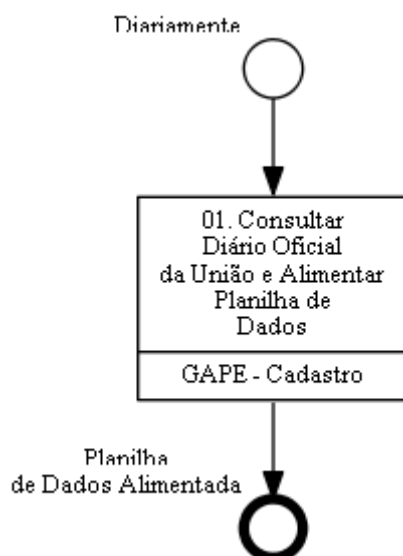 Diariamente
01. Consultar
Diário Oficial
da União e Alimentar
Planilha de
Dados
GAPE - Cadastro
Planilha
de Dados Alimentada